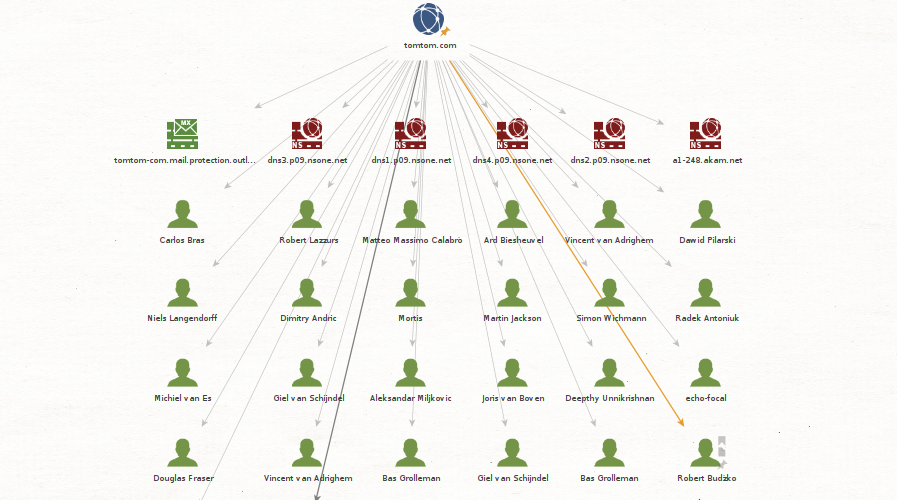 tomtom.com
MX
NS
NS
NS
NS
NS
tomtom-com.mail.protection.outl...
dns3.p09.nsone.net
dns1.p09.nsone.net
dns4.p09.nsone.net
dns2.p09.nsone.net
a1-248.akam.net
Carlos Bras
Robert Lazzurs
Matteo Massimo Calabro
Ard Biesheuvel
Vincent van Adrighem
Dawid Pilarski
Niels Langendorff
Dimitry Andric
Mortis
Martin Jackson
Simon Wichmann
Radek Antoniuk
Michiel van Es
Giel van Schijndel
Aleksandar Miljkovic
Joris van Boven
Deepthy Unnikrishnan
echo-focal
Douglas Fraser
Vincent van Adrighem
Bas Grolleman
Giel van Schijndel
Bas Grolleman
Robert Budzko